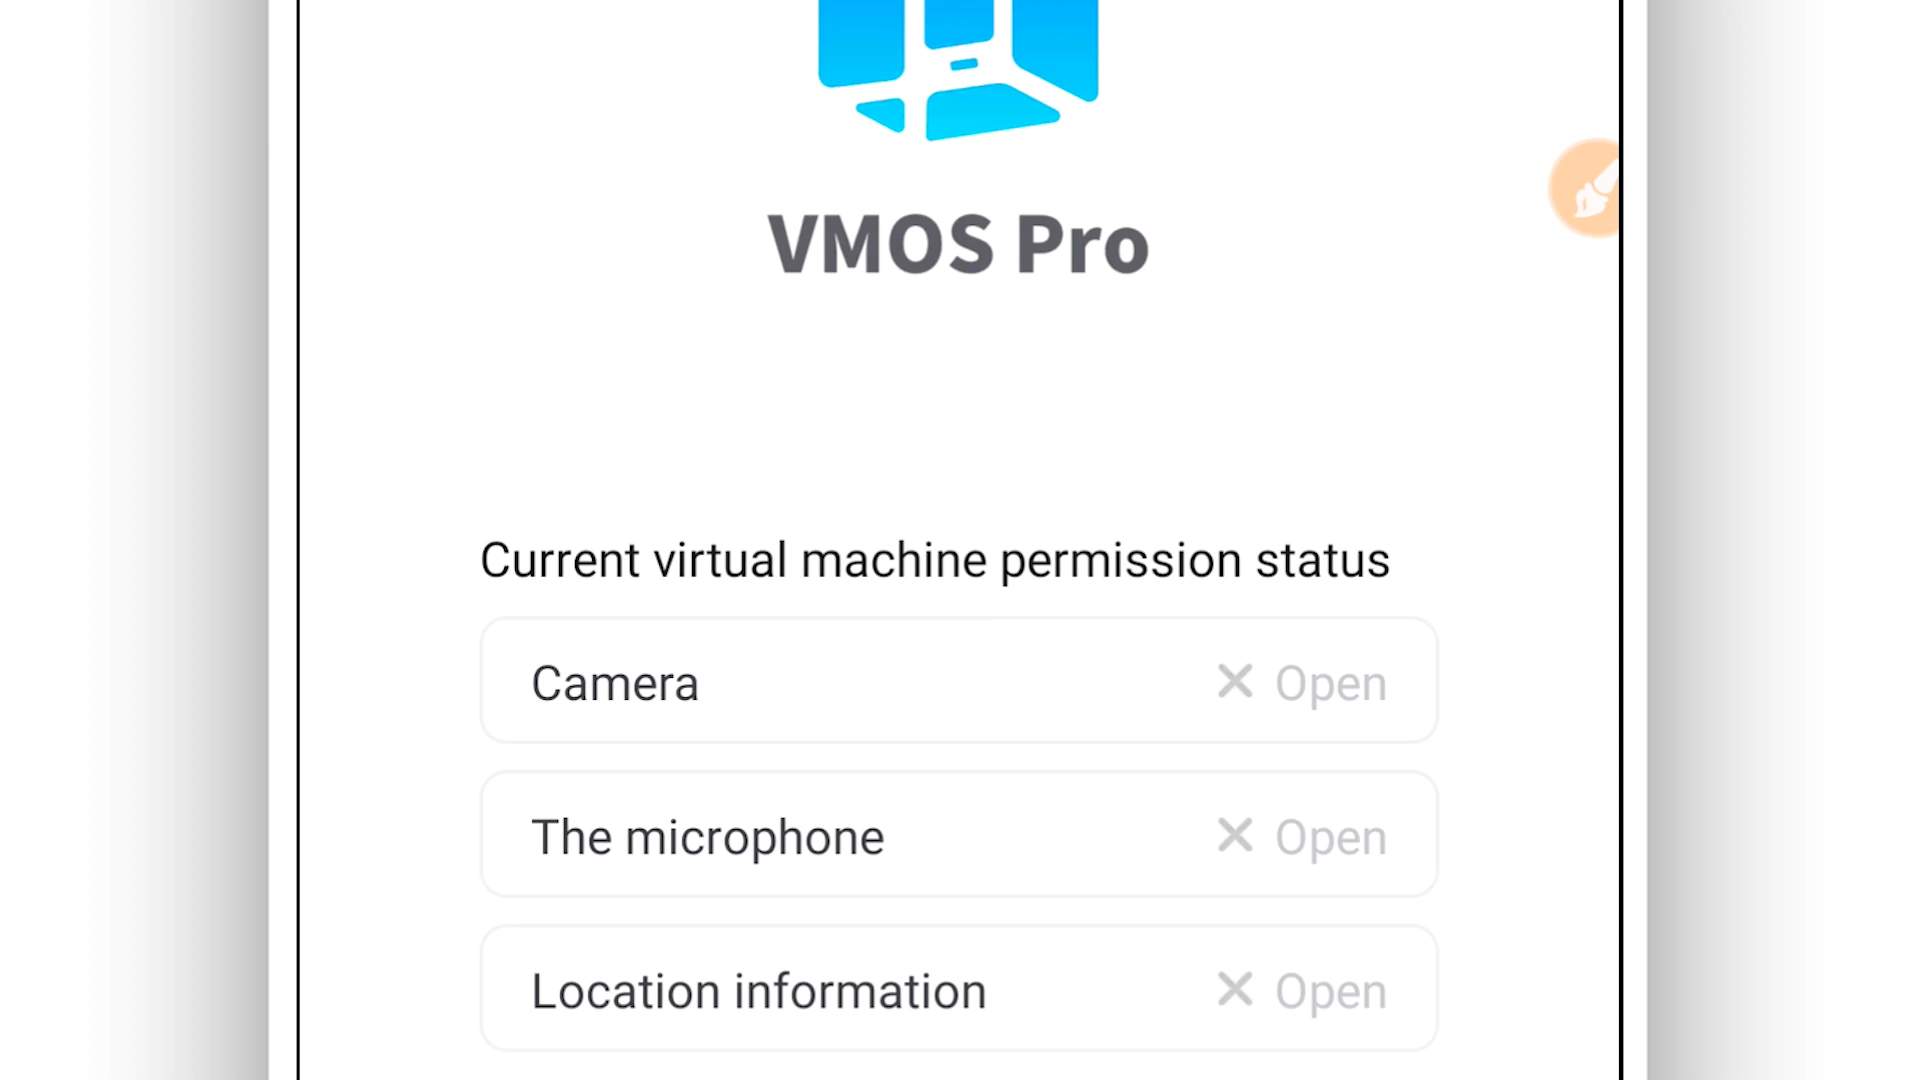 VMOS Pro
Current virtual machine permission status
Camera × Open
The microphone × Open
Location information × Open